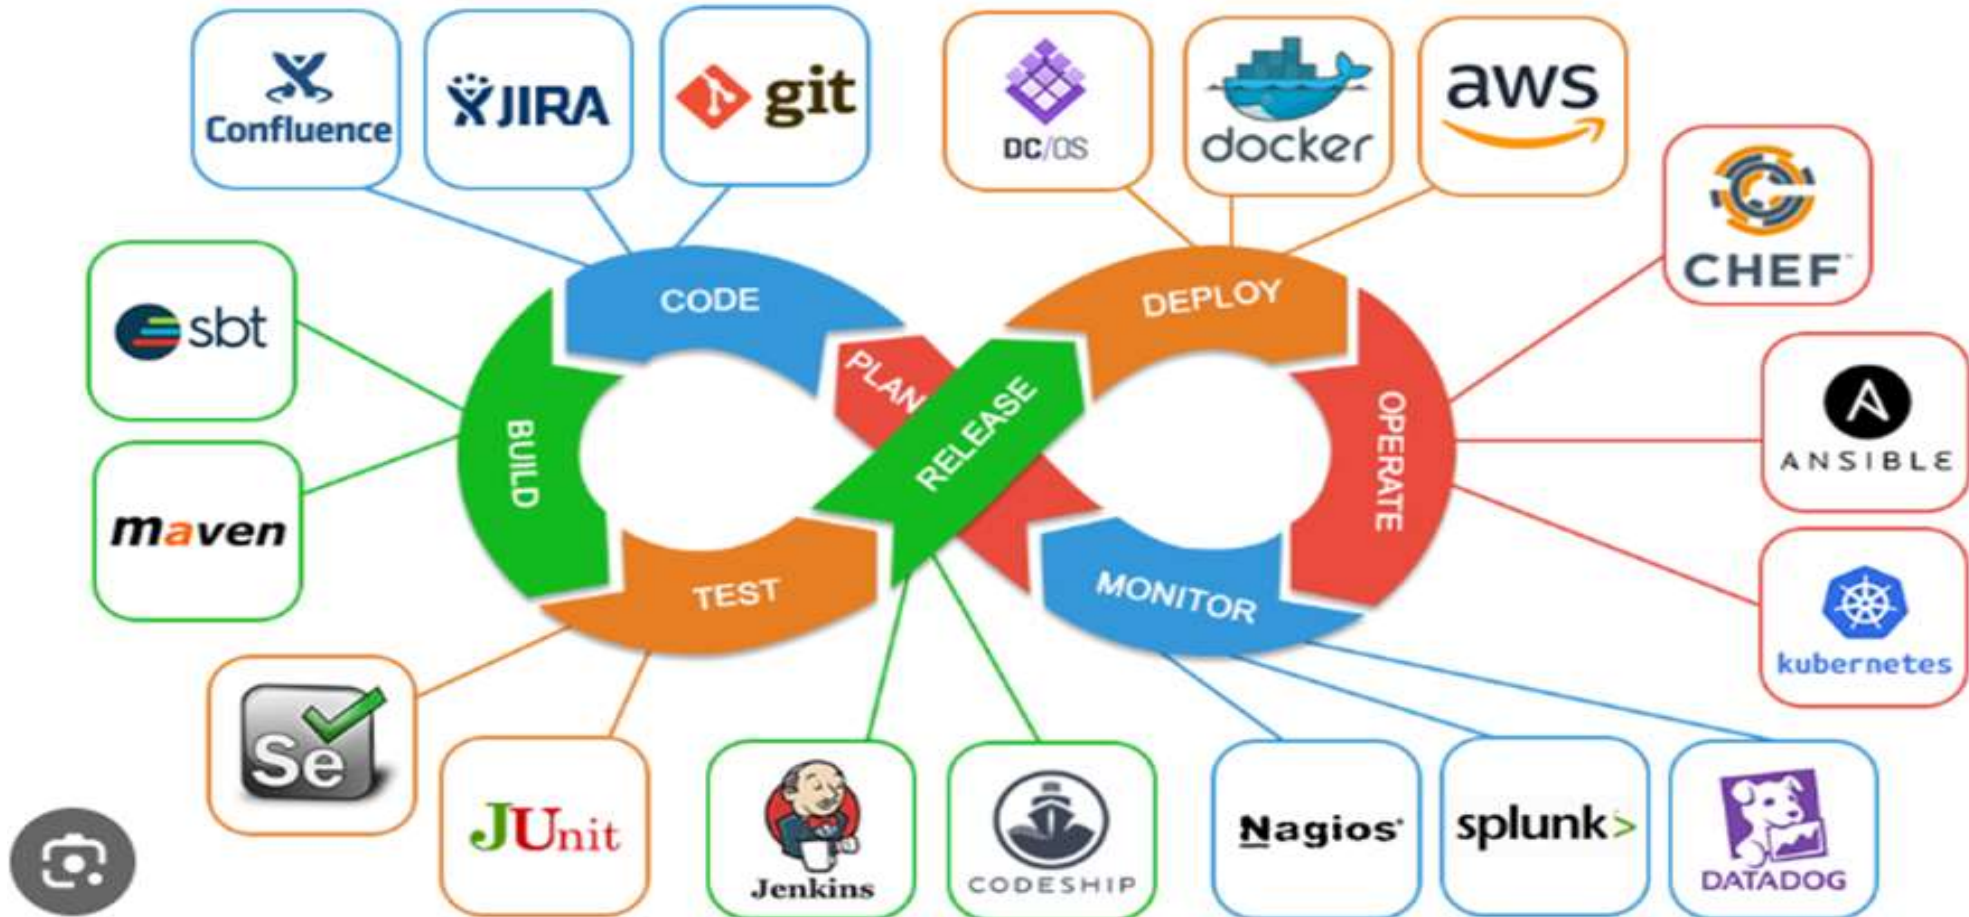 Confluence
JIRA
git
DC/OS
docker
aws
CHEF
sbt
CODE
DEPLOY
PLAN
RELEASE
BUILD
OPERATE
ANSIBLE
maven
TEST
MONITOR
kubernetes
Se
JUnit
Jenkins
CODESHIP
Nagios
splunk>
DATADOG